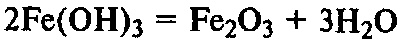 2Fe(OH)₃ = Fe₂O₃ + 3H₂O